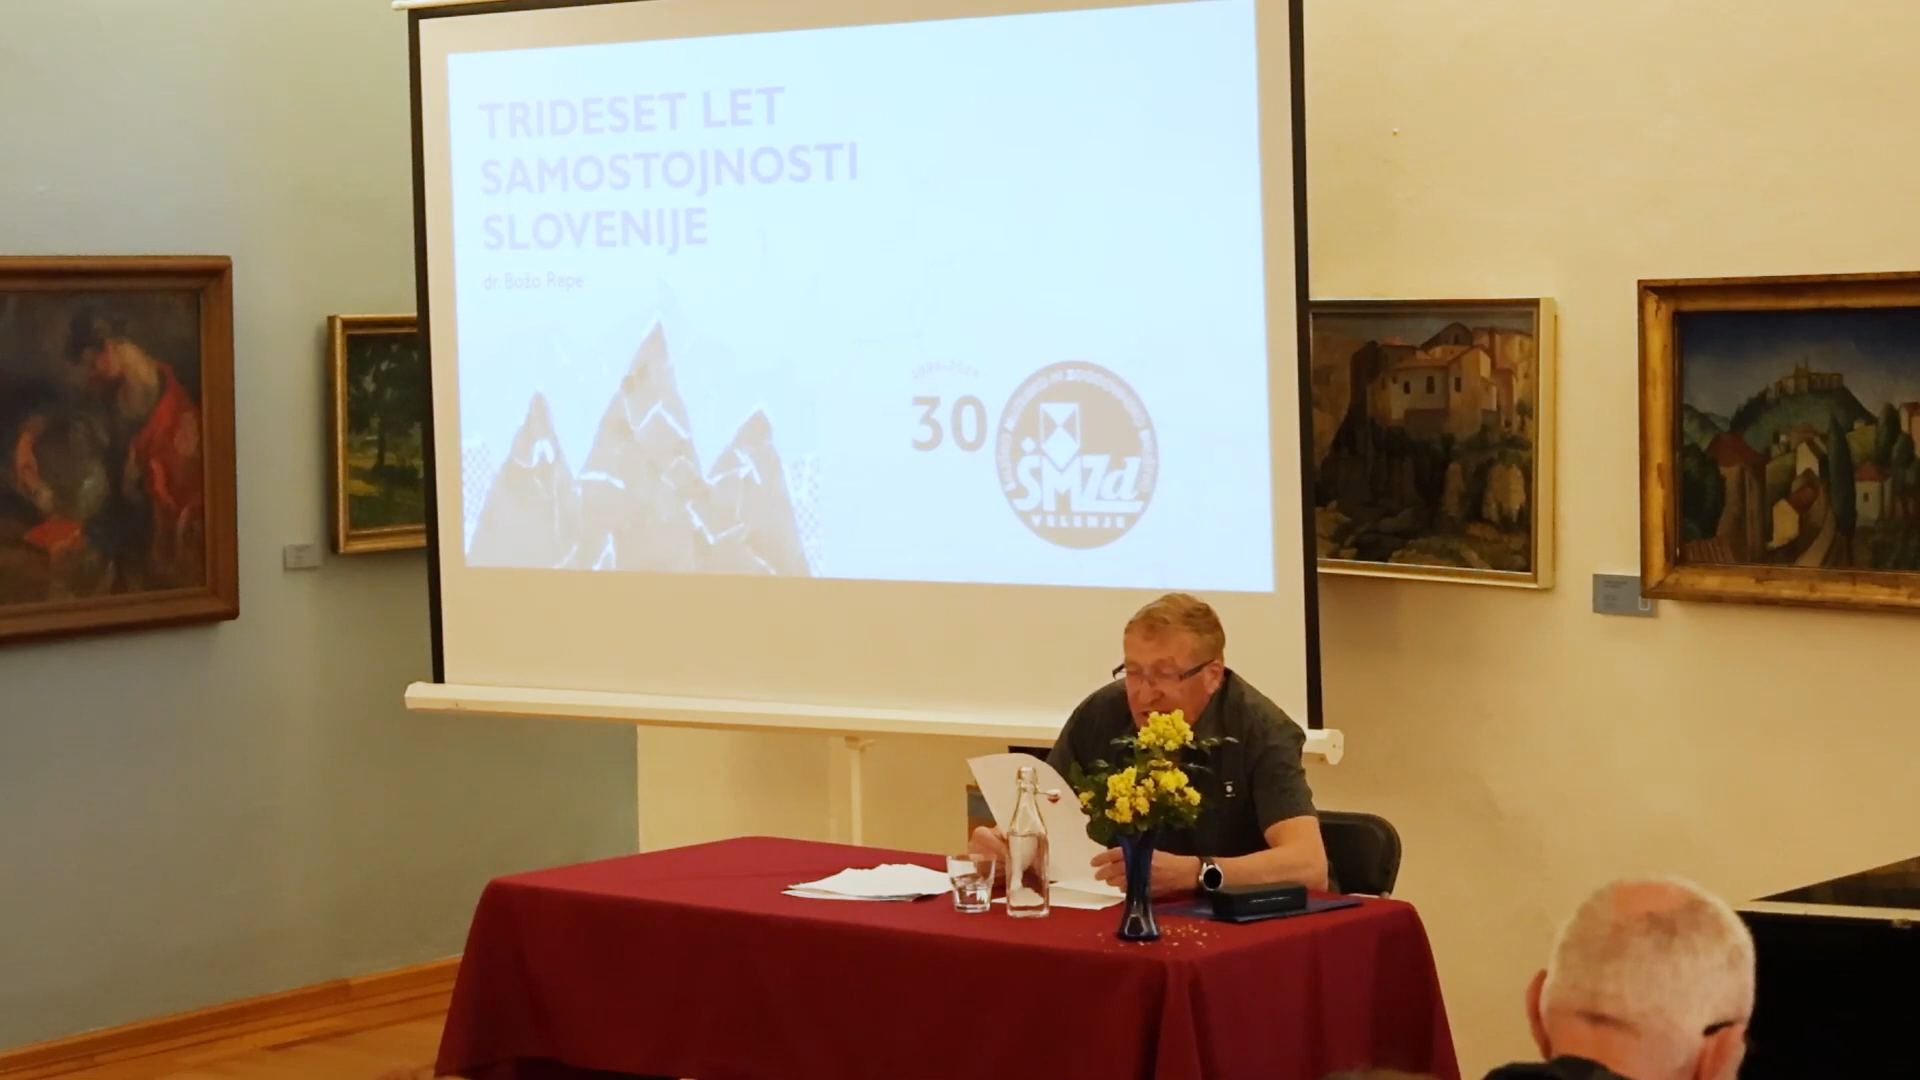 TRIDESET LET
SAMOSTOJNOSTI
SLOVENIJE
dr. Božo Repe
30
ŠMZd
VELENJE